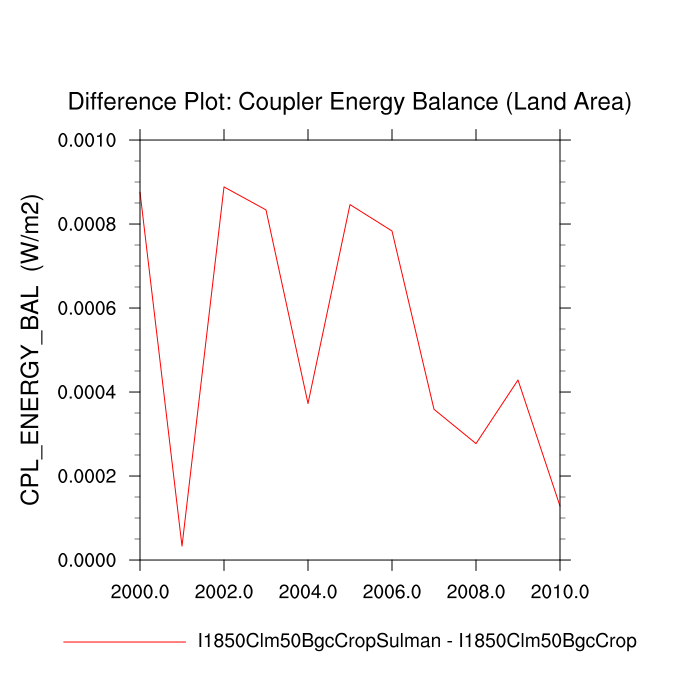 Difference Plot: Coupler Energy Balance (Land Area)
CPL_ENERGY_BAL (W/m2)
0.0010
0.0008
0.0006
0.0004
0.0002
0.0000
2000.0 2002.0 2004.0 2006.0 2008.0 2010.0
I1850Clm50BgcCropSulman - I1850Clm50BgcCrop